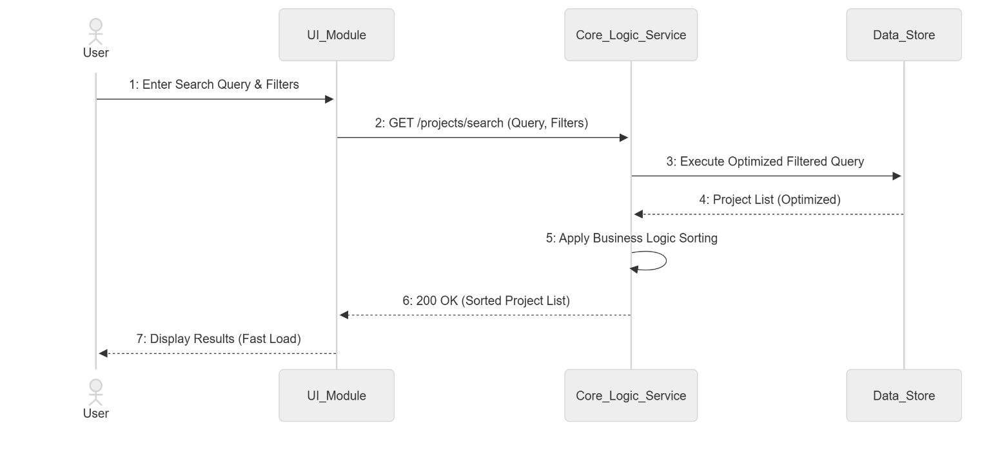 User
UI_Module
Core_Logic_Service
Data_Store
1: Enter Search Query & Filters
2: GET /projects/search (Query, Filters)
3: Execute Optimized Filtered Query
4: Project List (Optimized)
5: Apply Business Logic Sorting
6: 200 OK (Sorted Project List)
7: Display Results (Fast Load)
User
UI_Module
Core_Logic_Service
Data_Store